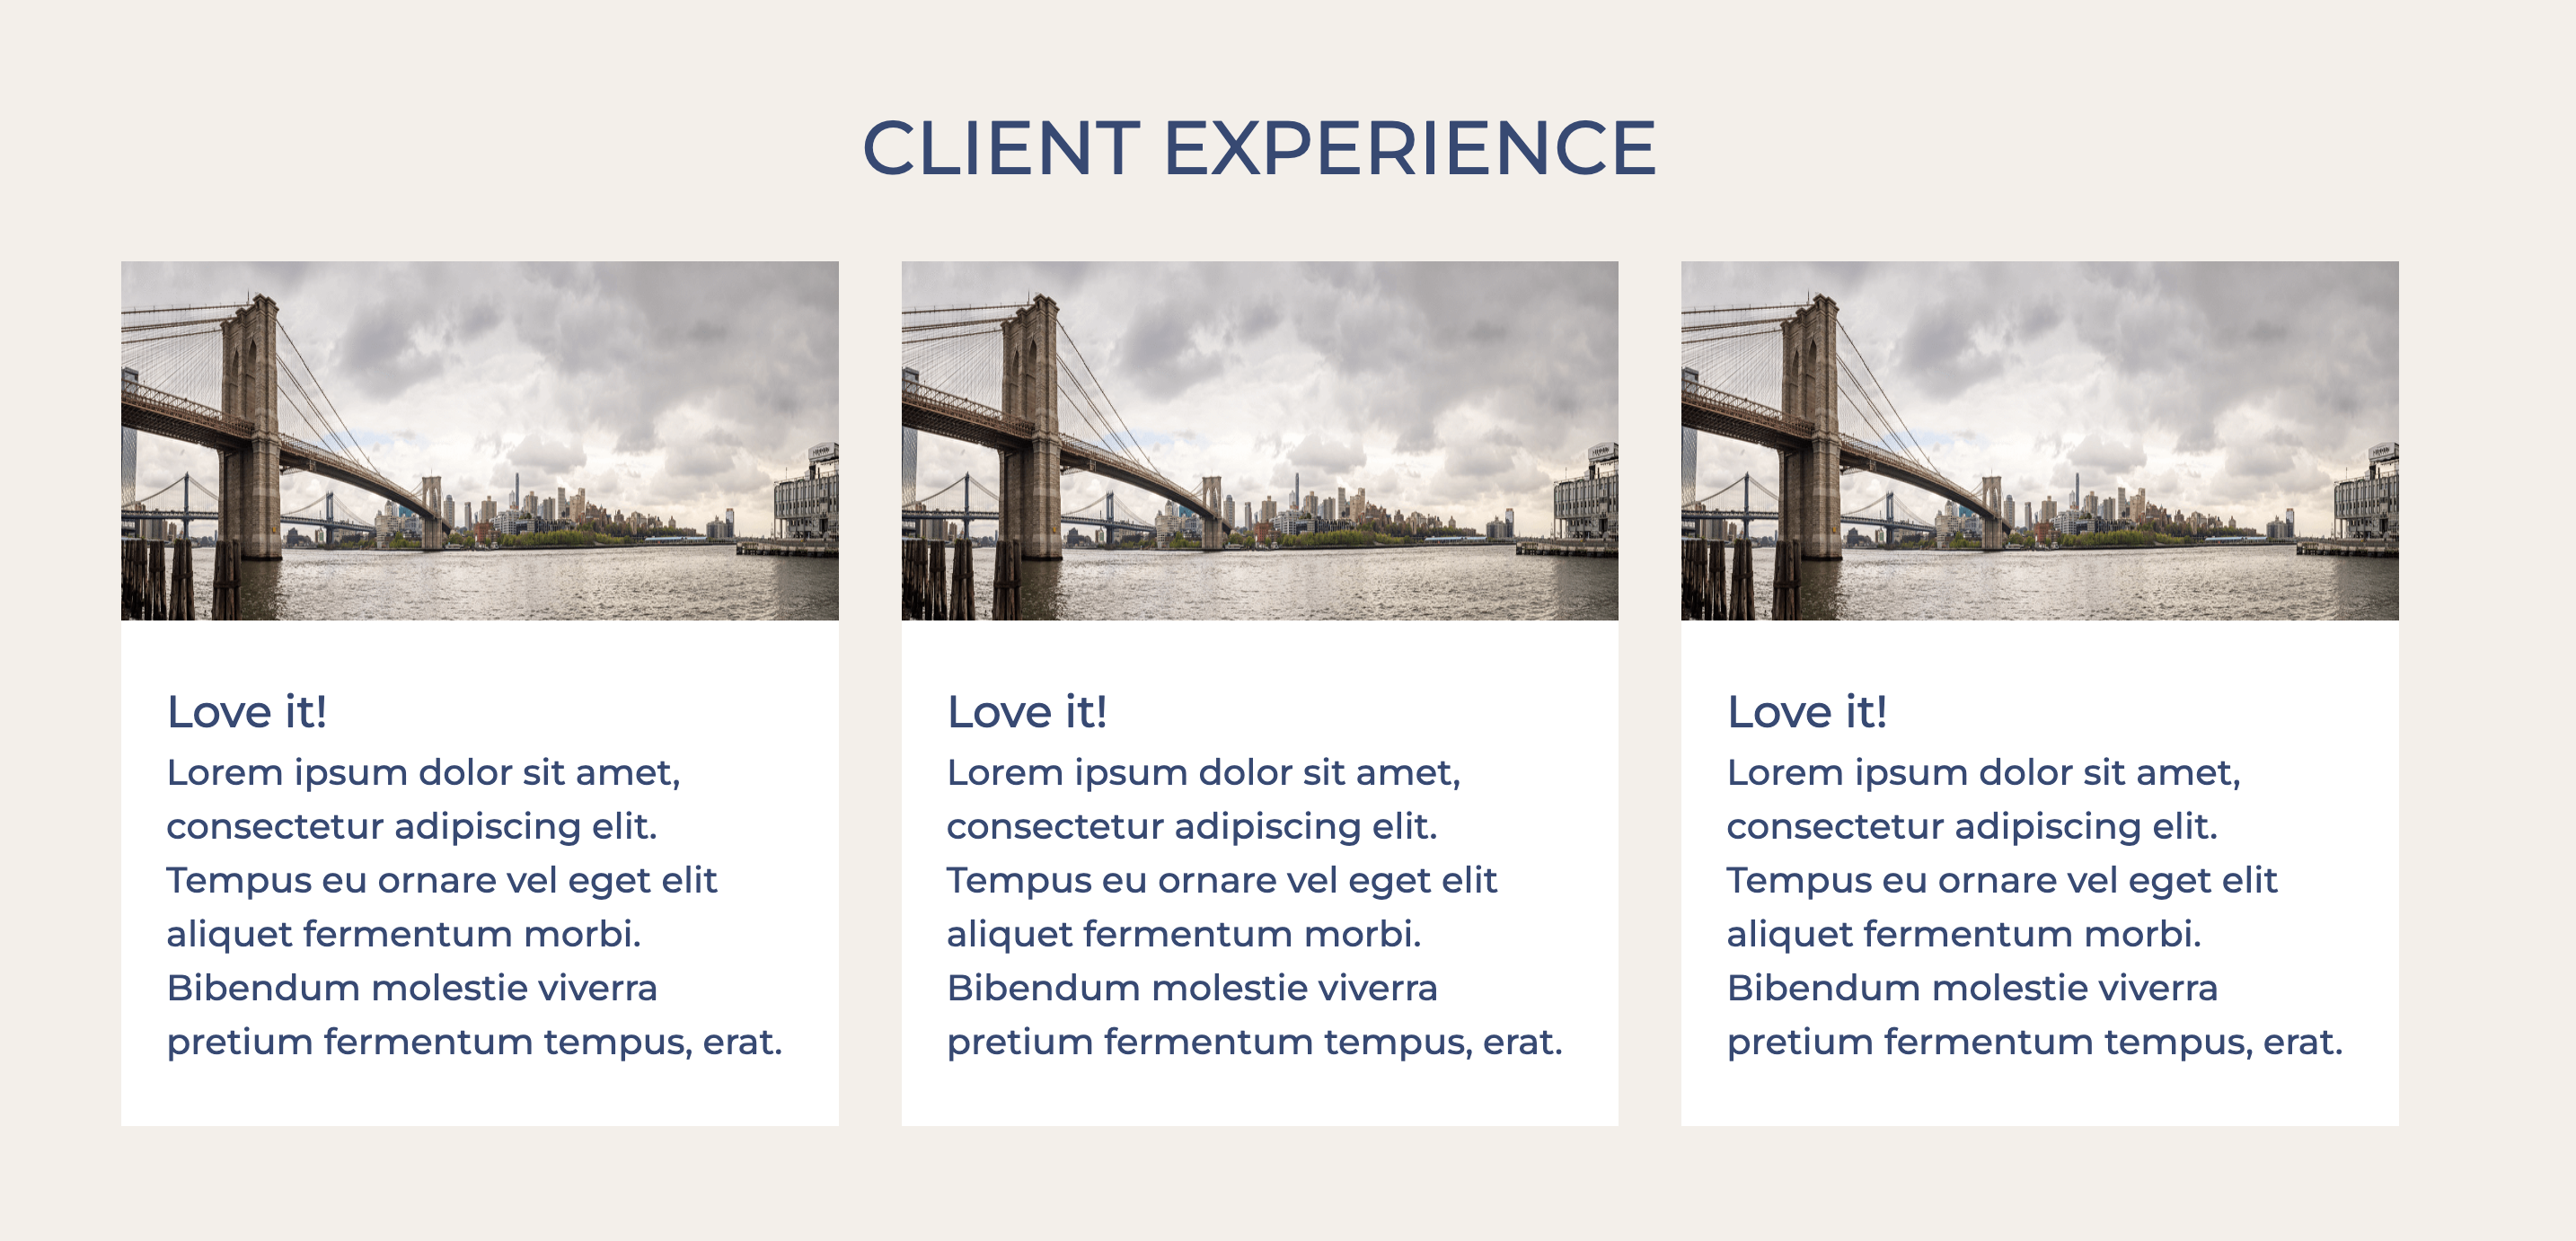 CLIENT EXPERIENCE
Love it!
Lorem ipsum dolor sit amet,
consectetur adipiscing elit.
Tempus eu ornare vel eget elit
aliquet fermentum morbi.
Bibendum molestie viverra
pretium fermentum tempus, erat.
Love it!
Lorem ipsum dolor sit amet,
consectetur adipiscing elit.
Tempus eu ornare vel eget elit
aliquet fermentum morbi.
Bibendum molestie viverra
pretium fermentum tempus, erat.
Love it!
Lorem ipsum dolor sit amet,
consectetur adipiscing elit.
Tempus eu ornare vel eget elit
aliquet fermentum morbi.
Bibendum molestie viverra
pretium fermentum tempus, erat.